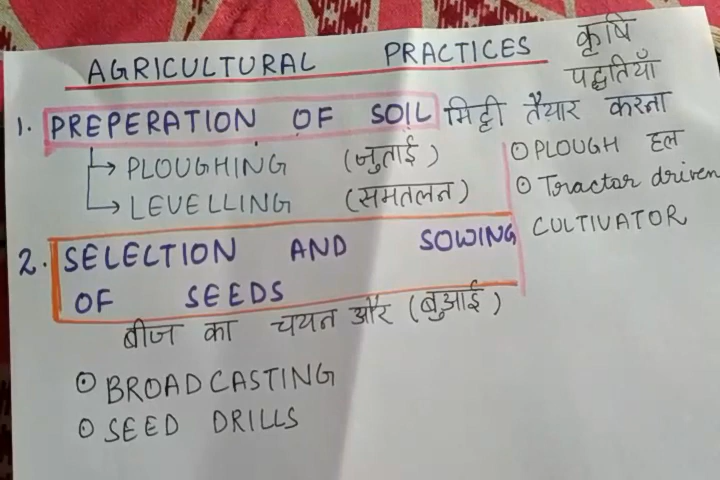 AGRICULTURAL PRACTICES कृषि पद्धतियाँ
1. PREPERATION OF SOIL मिट्टी तैयार करना
PLOUGHING (जुताई)
LEVELLING (समतलन)
PLOUGH हल
Tractor driven
CULTIVATOR
2. SELECTION AND SOWING
OF SEEDS
बीज का चयन और (बुआई)
BROADCASTING
SEED DRILLS